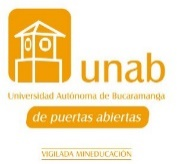 unab
Universidad Autónoma de Bucaramanga
de puertas abiertas
VIGILADA MINEDUCACIÓN